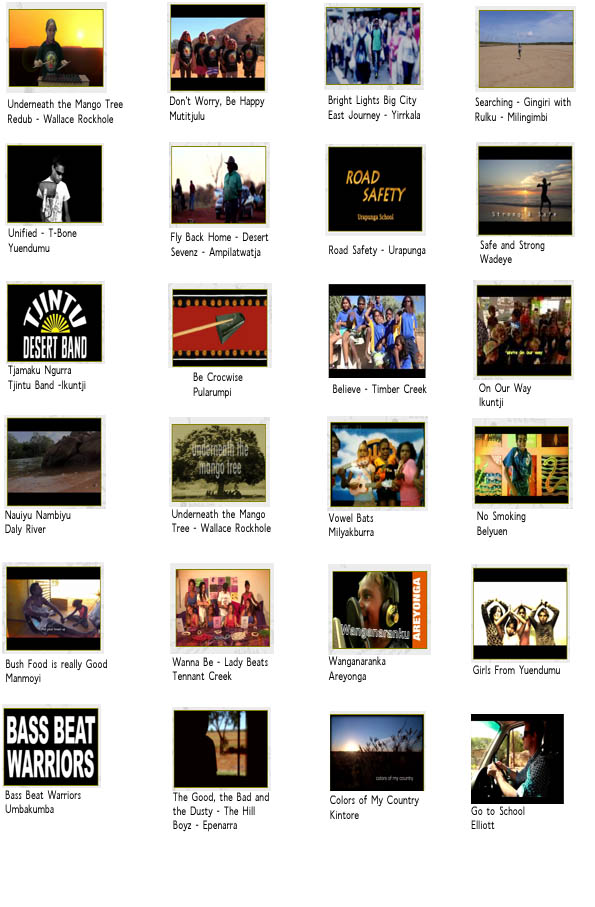 Underneath the Mango Tree
Redub - Wallace Rockhole
Don't Worry, Be Happy
Mutitjulu
Bright Lights Big City
East Journey - Yirrkala
Searching - Gingiri with
Rulku - Milingimbi
Unified - T-Bone
Yuendumu
Fly Back Home - Desert
Sevenz - Ampilatwatja
ROAD
SAFETY
Urapunga School
Road Safety - Urapunga
Strong & Safe
Safe and Strong
Wadeye
TJINTU
DESERT BAND
Tjamaku Ngurra
Tjintu Band -Ikuntji
Be Crocwise
Pularumpi
Believe - Timber Creek
We're on our way
On Our Way
Ikuntji
Nauiyu Nambiyu
Daly River
Underneath the
mango tree
Underneath the Mango
Tree - Wallace Rockhole
Vowel Bats
Milyakburra
No Smoking
Belyuen
Bush Food is really Good
Manmoyi
Wanna Be - Lady Beats
Tennant Creek
Wanganaranku
AREYONGA
Wanganaranka
Areyonga
Girls From Yuendumu
BASS BEAT
WARRIORS
Bass Beat Warriors
Umbakumba
The Good, the Bad and
the Dusty - The Hill
Boyz - Epenarra
colors of my country
Colors of My Country
Kintore
Go to School
Elliott